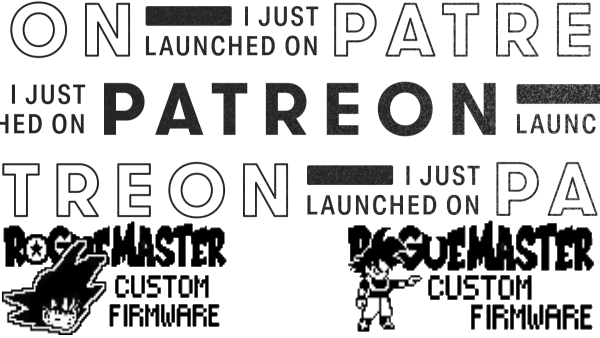 ON I JUST LAUNCHED ON PATRE
I JUST HED ON PATREON LAUNC
TREON I JUST LAUNCHED ON PA
ROGUEMASTER ROGUEMASTER
CUSTOM CUSTOM
FIRMWARE FIRMWARE